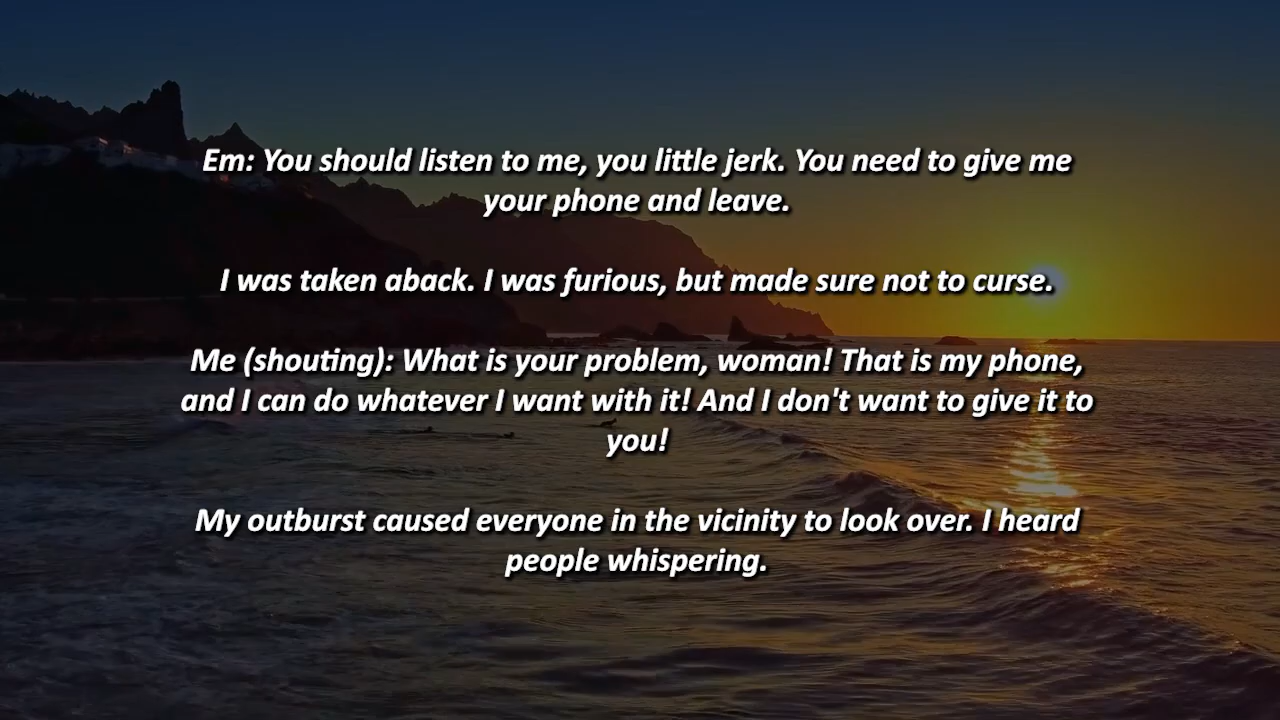 Em: You should listen to me, you little jerk. You need to give me
your phone and leave.
I was taken aback. I was furious, but made sure not to curse.
Me (shouting): What is your problem, woman! That is my phone,
and I can do whatever I want with it! And I don't want to give it to
you!
My outburst caused everyone in the vicinity to look over. I heard
people whispering.